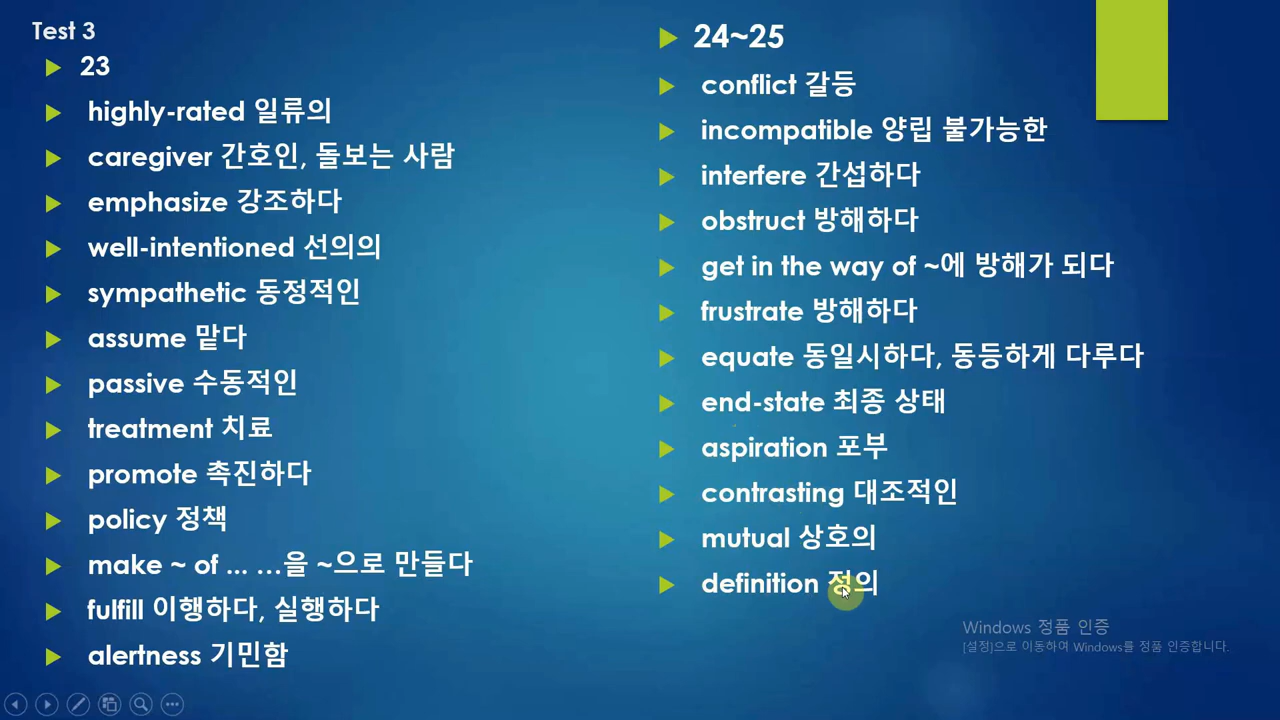 Test 3
23
highly-rated 일류의
caregiver 간호인, 돌보는 사람
emphasize 강조하다
well-intentioned 선의의
sympathetic 동정적인
assume 맡다
passive 수동적인
treatment 치료
promote 촉진하다
policy 정책
make ~ of ... …을 ~으로 만들다
fulfill 이행하다, 실행하다
alertness 기민함
24~25
conflict 갈등
incompatible 양립 불가능한
interfere 간섭하다
obstruct 방해하다
get in the way of ~에 방해가 되다
frustrate 방해하다
equate 동일시하다, 동등하게 다루다
end-state 최종 상태
aspiration 포부
contrasting 대조적인
mutual 상호의
definition 정의
Windows 정품 인증
[설정]으로 이동하여 Windows를 정품 인증합니다.